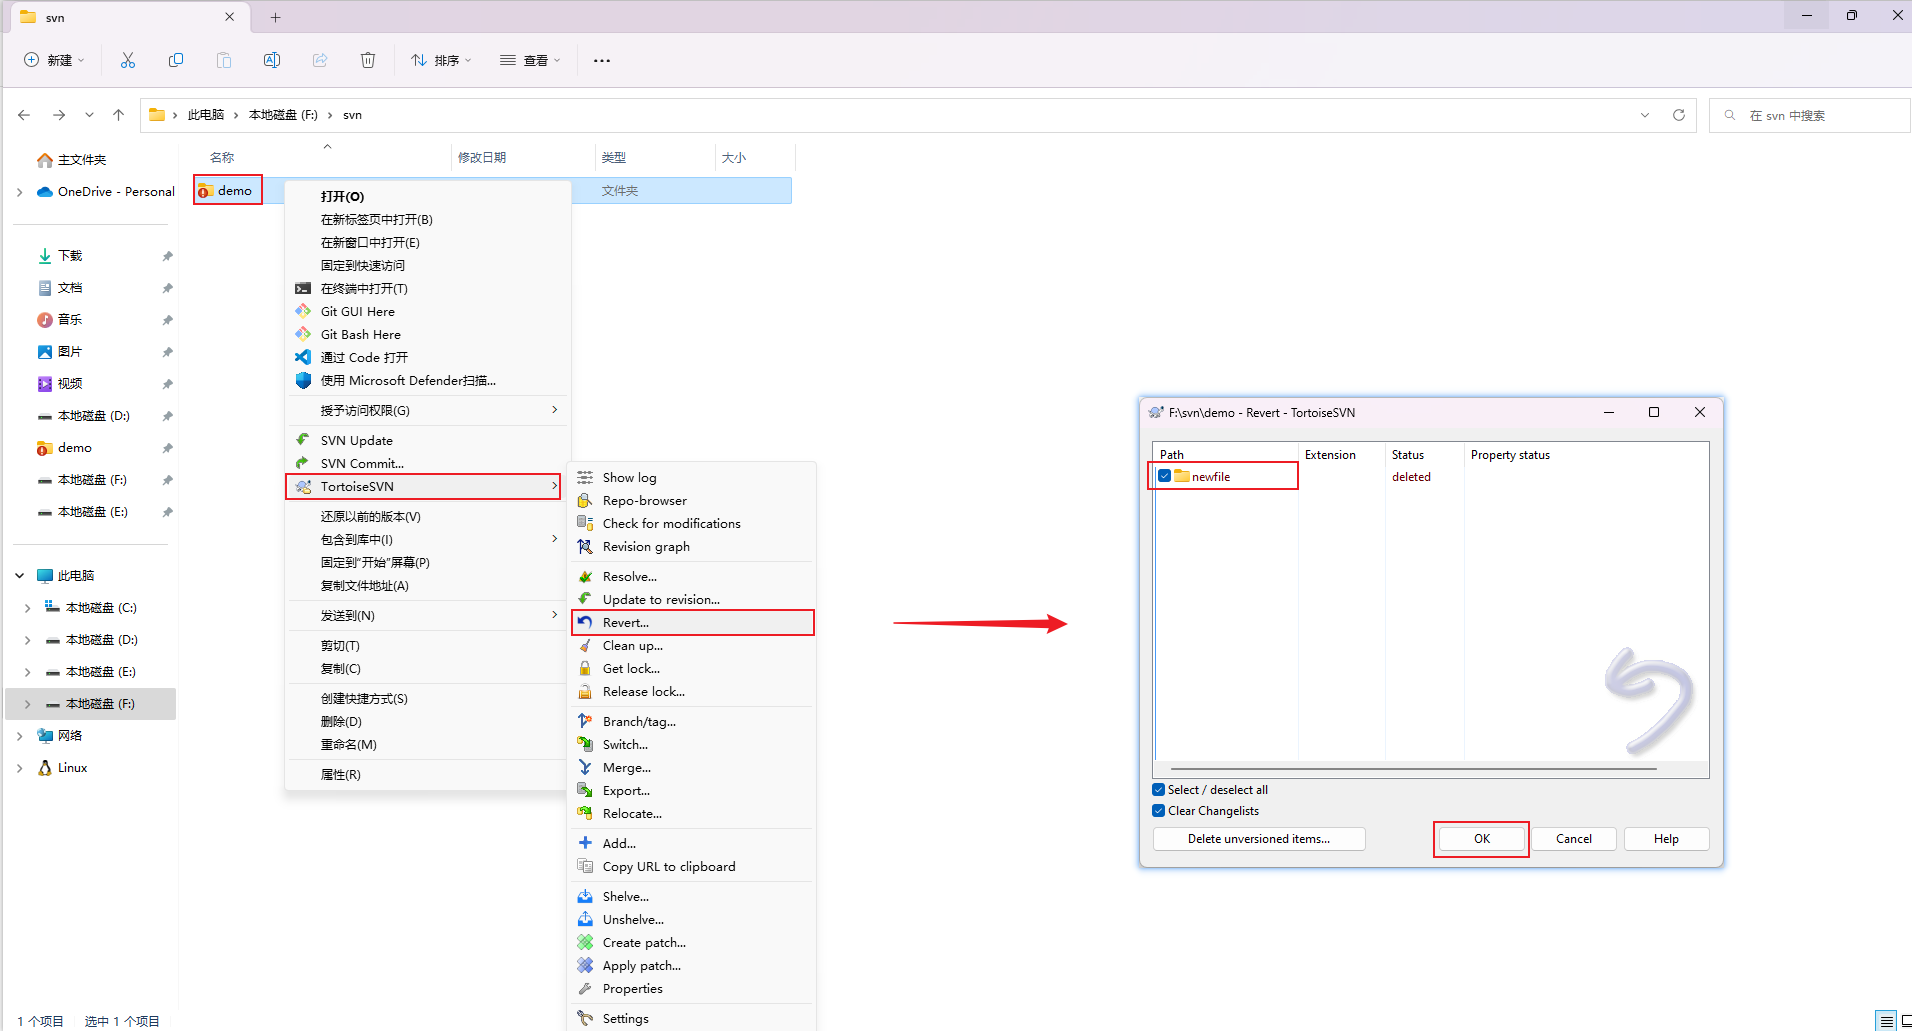 svn
新建
排序
查看
此电脑
本地磁盘 (F:)
svn
在 svn 中搜索
主文件夹
OneDrive - Personal
下载
文档
音乐
图片
视频
本地磁盘 (D:)
demo
本地磁盘 (F:)
本地磁盘 (E:)
此电脑
本地磁盘 (C:)
本地磁盘 (D:)
本地磁盘 (E:)
本地磁盘 (F:)
网络
Linux
名称 修改日期 类型 大小
demo 文件夹
打开(O)
在新标签页中打开(B)
在新窗口中打开(E)
固定到快速访问
在终端中打开(T)
Git GUI Here
Git Bash Here
通过 Code 打开
使用 Microsoft Defender扫描...
授予访问权限(G)
SVN Update
SVN Commit...
TortoiseSVN
还原以前的版本(V)
包含到库中(I)
固定到"开始"屏幕(P)
复制文件地址(A)
发送到(N)
剪切(T)
复制(C)
创建快捷方式(S)
删除(D)
重命名(M)
属性(R)
Show log
Repo-browser
Check for modifications
Revision graph
Resolve...
Update to revision...
Revert...
Clean up...
Get lock...
Release lock...
Branch/tag...
Switch...
Merge...
Export...
Relocate...
Add...
Copy URL to clipboard
Shelve...
Unshelve...
Create patch...
Apply patch...
Properties
Settings
F:\svn\demo - Revert - TortoiseSVN
Path Extension Status Property status
newfile deleted
Select / deselect all
Clear Changelists
Delete unversioned items...
OK
Cancel
Help
1 个项目
选中 1 个项目